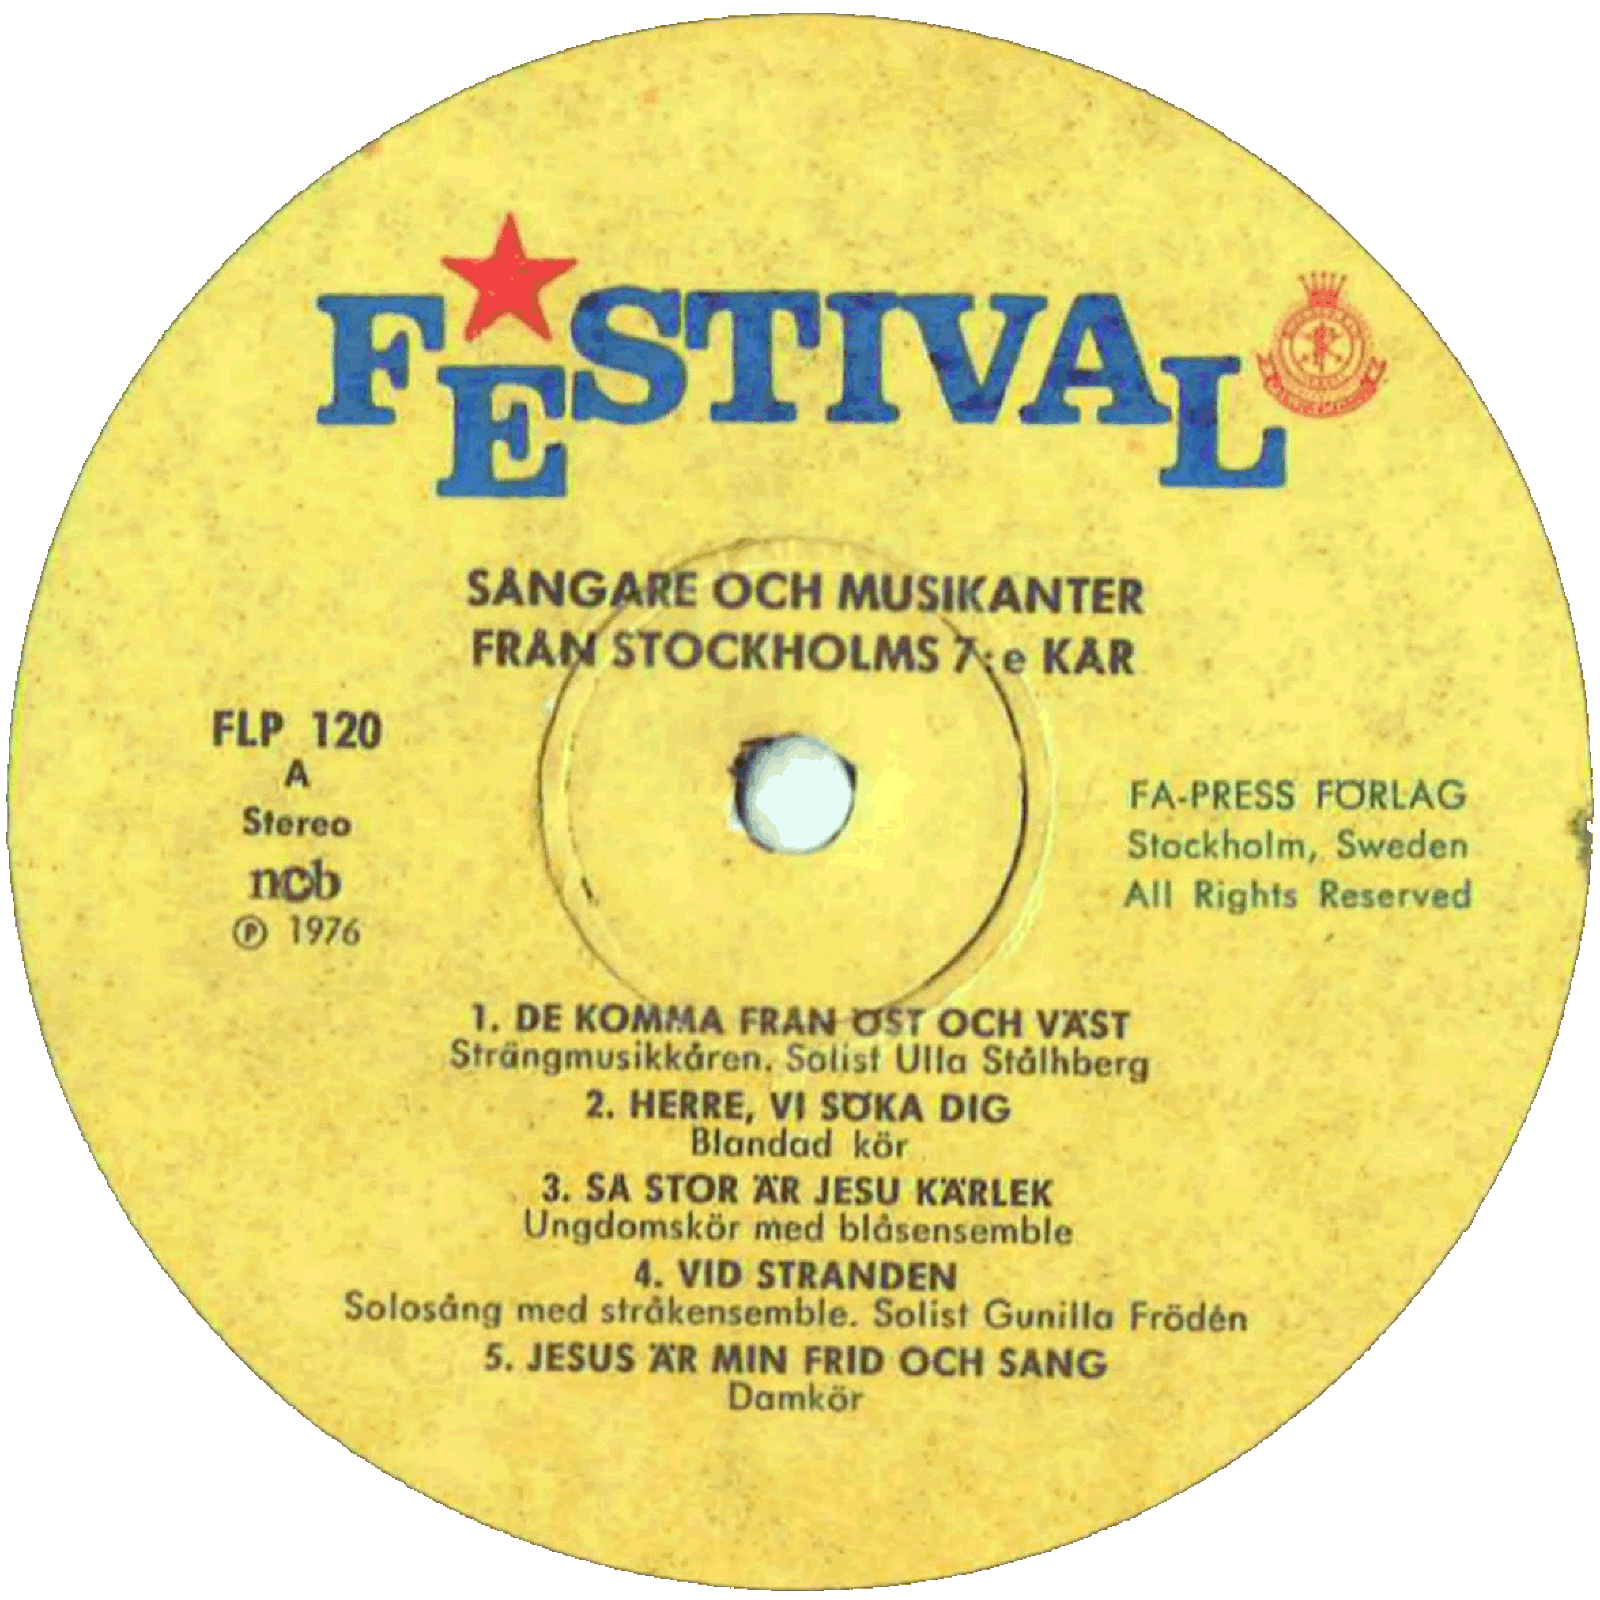 FESTIVAL
SÅNGARE OCH MUSIKANTER
FRÅN STOCKHOLMS 7:e KÅR
FLP 120
A
Stereo
ncb
℗ 1976
FA-PRESS FÖRLAG
Stockholm, Sweden
All Rights Reserved
1. DE KOMMA FRÅN ÖST OCH VÄST
Strängmusikkåren. Solist Ulla Stålhberg
2. HERRE, VI SÖKA DIG
Blandad kör
3. SÅ STOR ÄR JESU KÄRLEK
Ungdomskör med blåsensemble
4. VID STRANDEN
Solosång med stråkensemble. Solist Gunilla Frödén
5. JESUS ÄR MIN FRID OCH SÅNG
Damkör